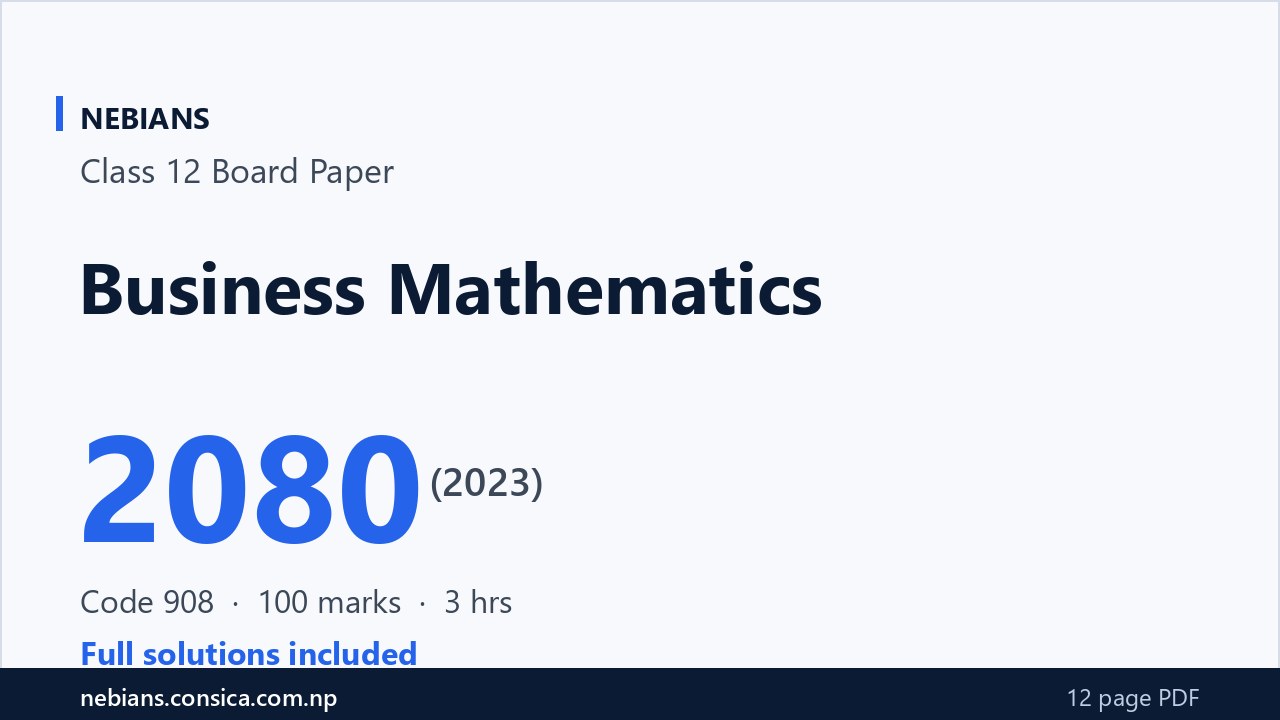 NEBIANS
Class 12 Board Paper
Business Mathematics
2080 (2023)
Code 908 · 100 marks · 3 hrs
Full solutions included
nebians.consica.com.np
12 page PDF